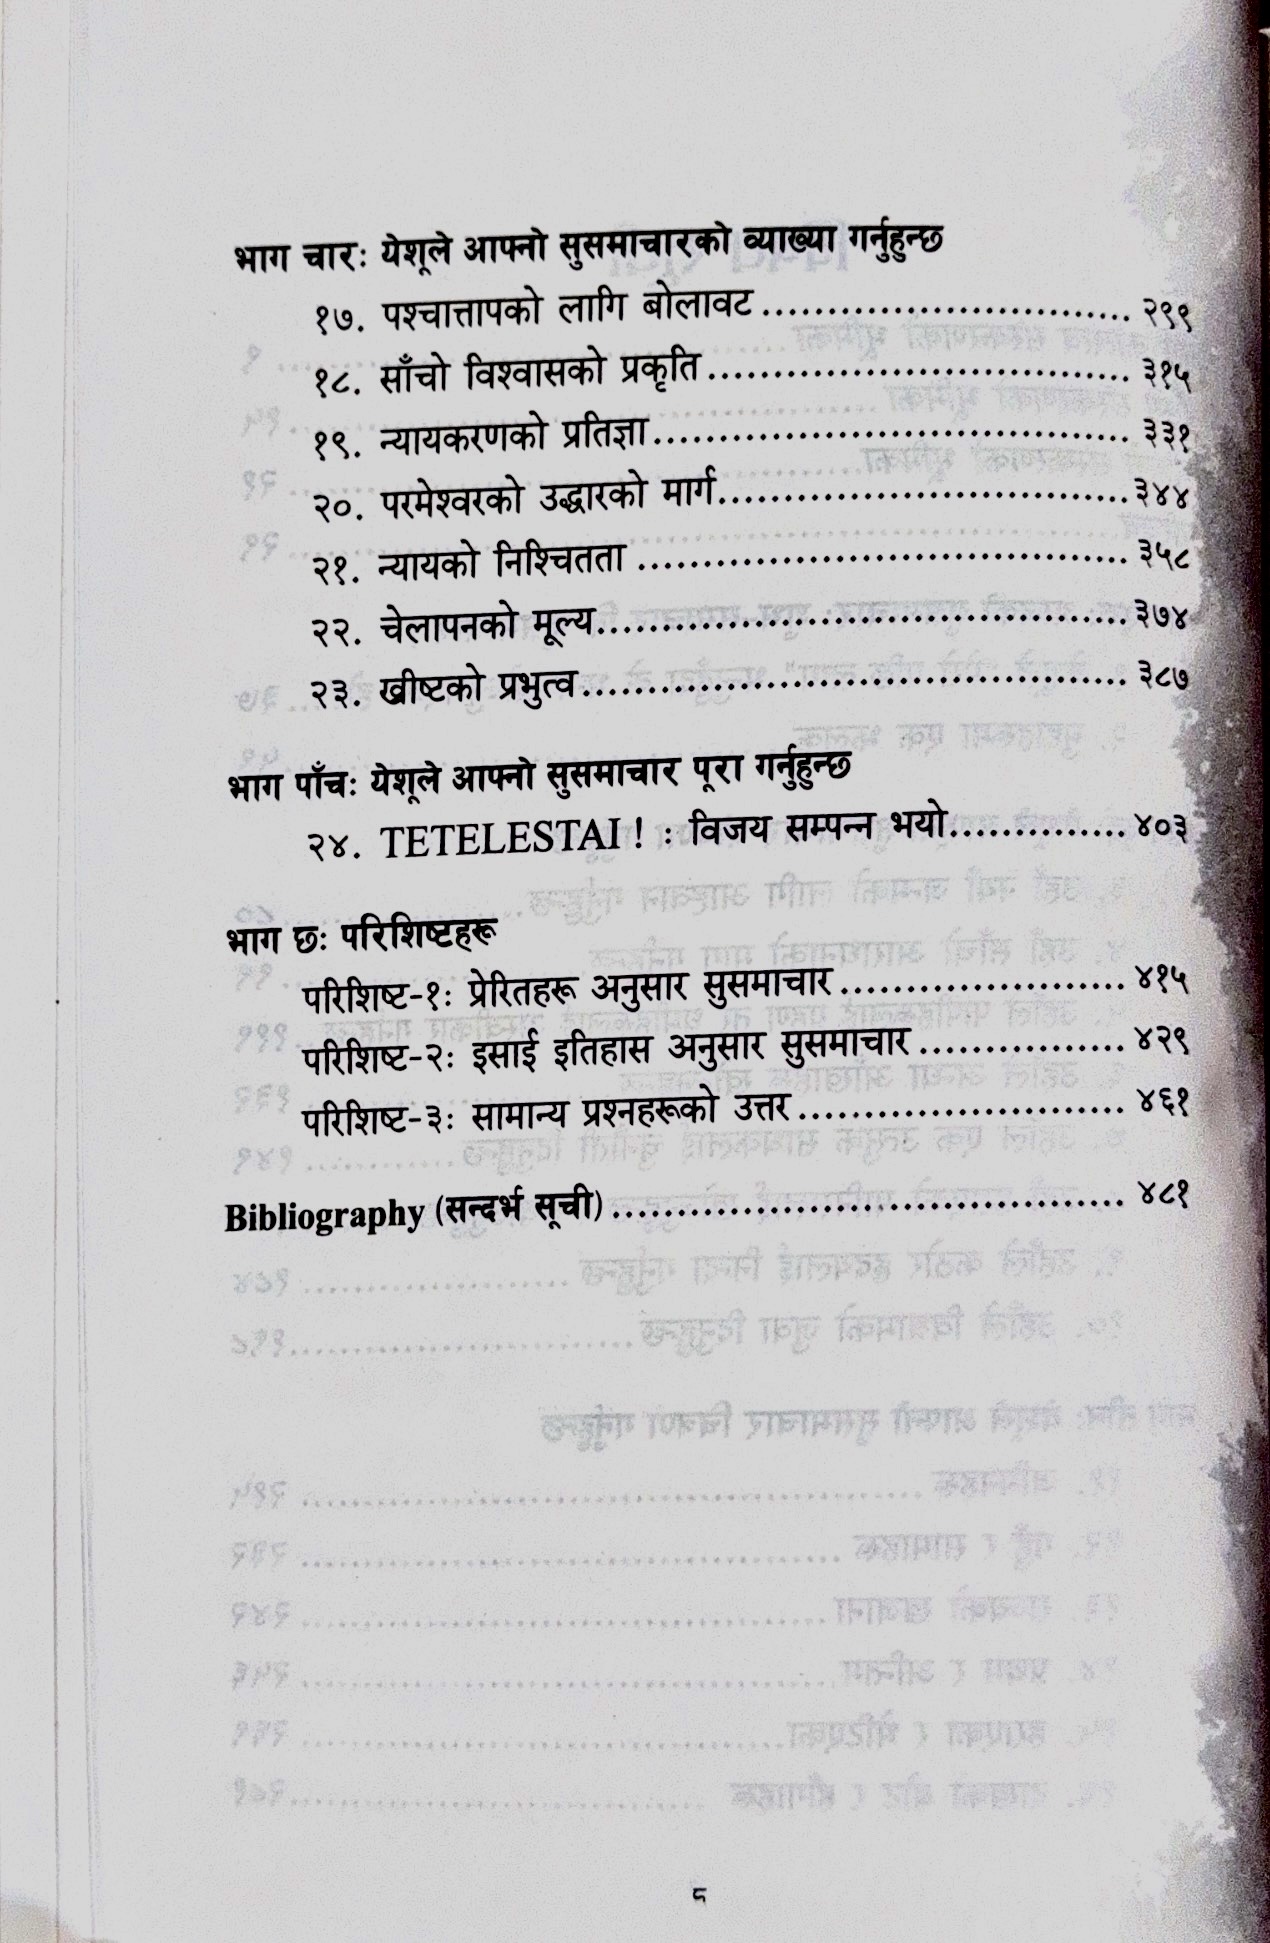 भाग चारः येशूले आफ्नो सुसमाचारको व्याख्या गर्नुहुन्छ
१७. पश्चात्तापको लागि बोलावट ............................ २९९
१८. साँचो विश्वासको प्रकृति ................................ ३१५
१९. न्यायकरणको प्रतिज्ञा .................................... ३३१
२०. परमेश्वरको उद्धारको मार्ग............................... ३४४
२१. न्यायको निश्चितता ..................................... ३५८
२२. चेलापनको मूल्य........................................ ३७४
२३. ख्रीष्टको प्रभुत्व ......................................... ३८७
भाग पाँचः येशूले आफ्नो सुसमाचार पूरा गर्नुहुन्छ
२४. TETELESTAI ! : विजय सम्पन्न भयो.............. ४०३
भाग छः परिशिष्टहरू
परिशिष्ट-१ः प्रेरितहरू अनुसार सुसमाचार ...................... ४१५
परिशिष्ट-२ः इसाई इतिहास अनुसार सुसमाचार ................ ४२९
परिशिष्ट-३ः सामान्य प्रश्नहरूको उत्तर ......................... ४६१
Bibliography (सन्दर्भ सूची) ....................................... ४८१
८